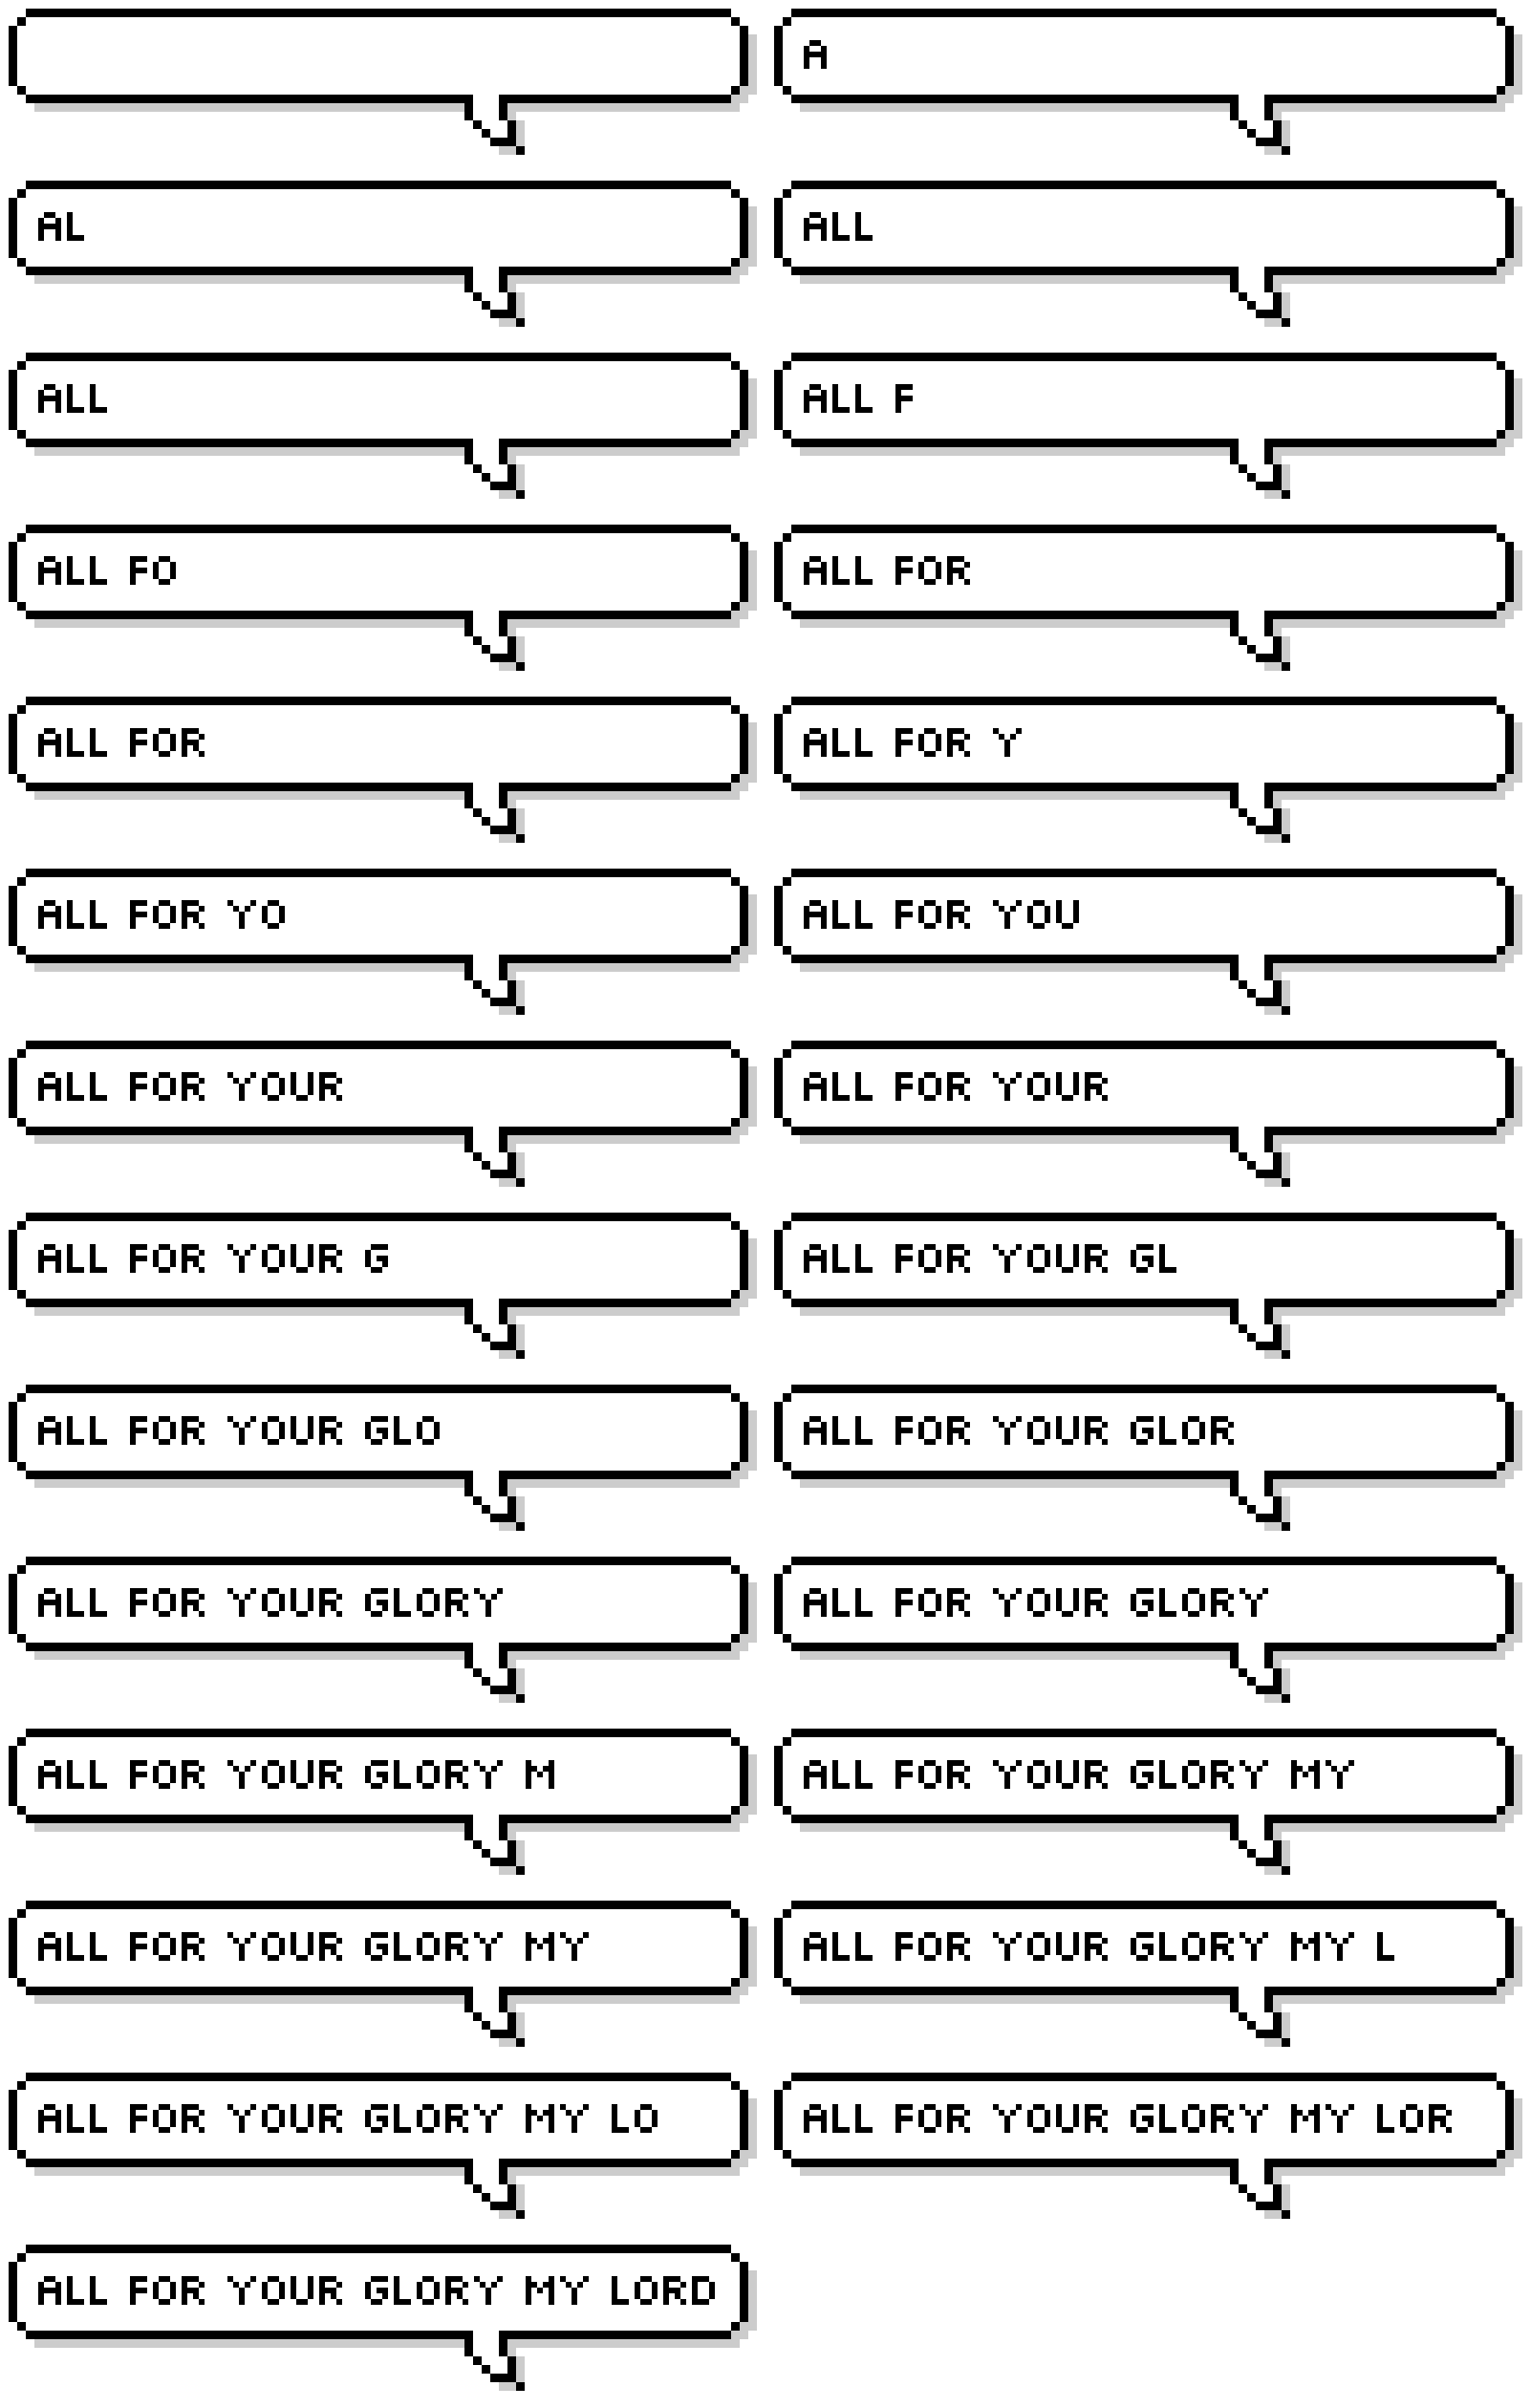 A
AL
ALL
ALL
ALL F
ALL FO
ALL FOR
ALL FOR
ALL FOR Y
ALL FOR YO
ALL FOR YOU
ALL FOR YOUR
ALL FOR YOUR
ALL FOR YOUR G
ALL FOR YOUR GL
ALL FOR YOUR GLO
ALL FOR YOUR GLOR
ALL FOR YOUR GLORY
ALL FOR YOUR GLORY
ALL FOR YOUR GLORY M
ALL FOR YOUR GLORY MY
ALL FOR YOUR GLORY MY
ALL FOR YOUR GLORY MY L
ALL FOR YOUR GLORY MY LO
ALL FOR YOUR GLORY MY LOR
ALL FOR YOUR GLORY MY LORD